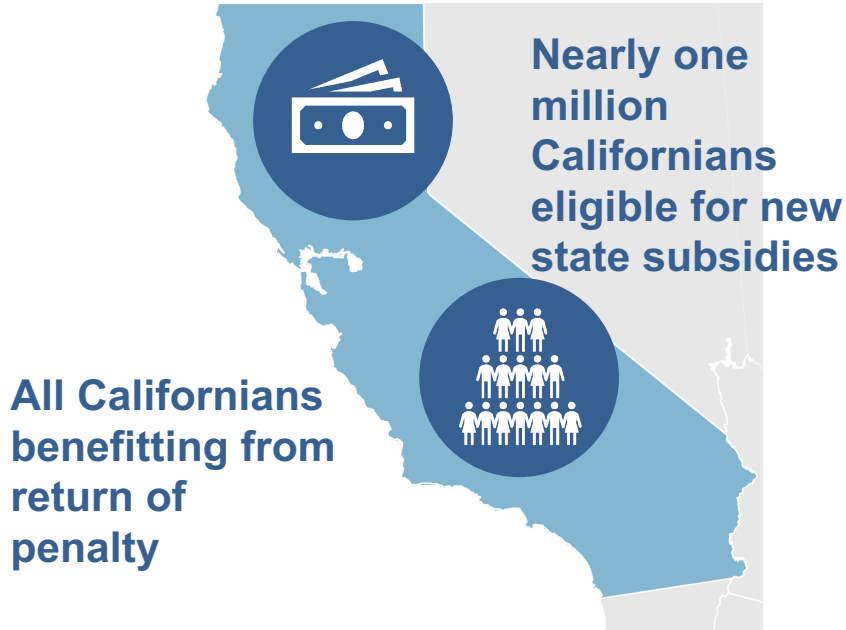 Nearly one
million
Californians
eligible for new
state subsidies
All Californians
benefitting from
return of
penalty